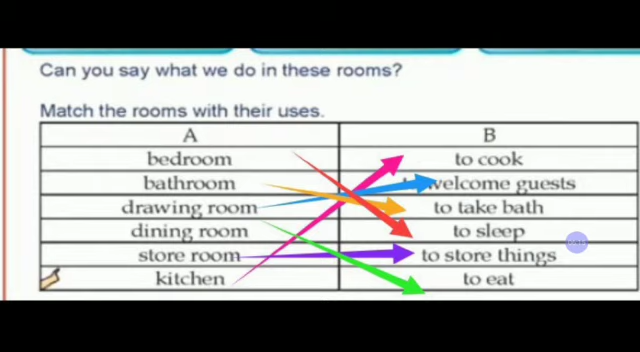 Can you say what we do in these rooms?
Match the rooms with their uses.
A B
bedroom to cook
bathroom welcome guests
drawing room to take bath
dining room to sleep
store room to store things
kitchen to eat